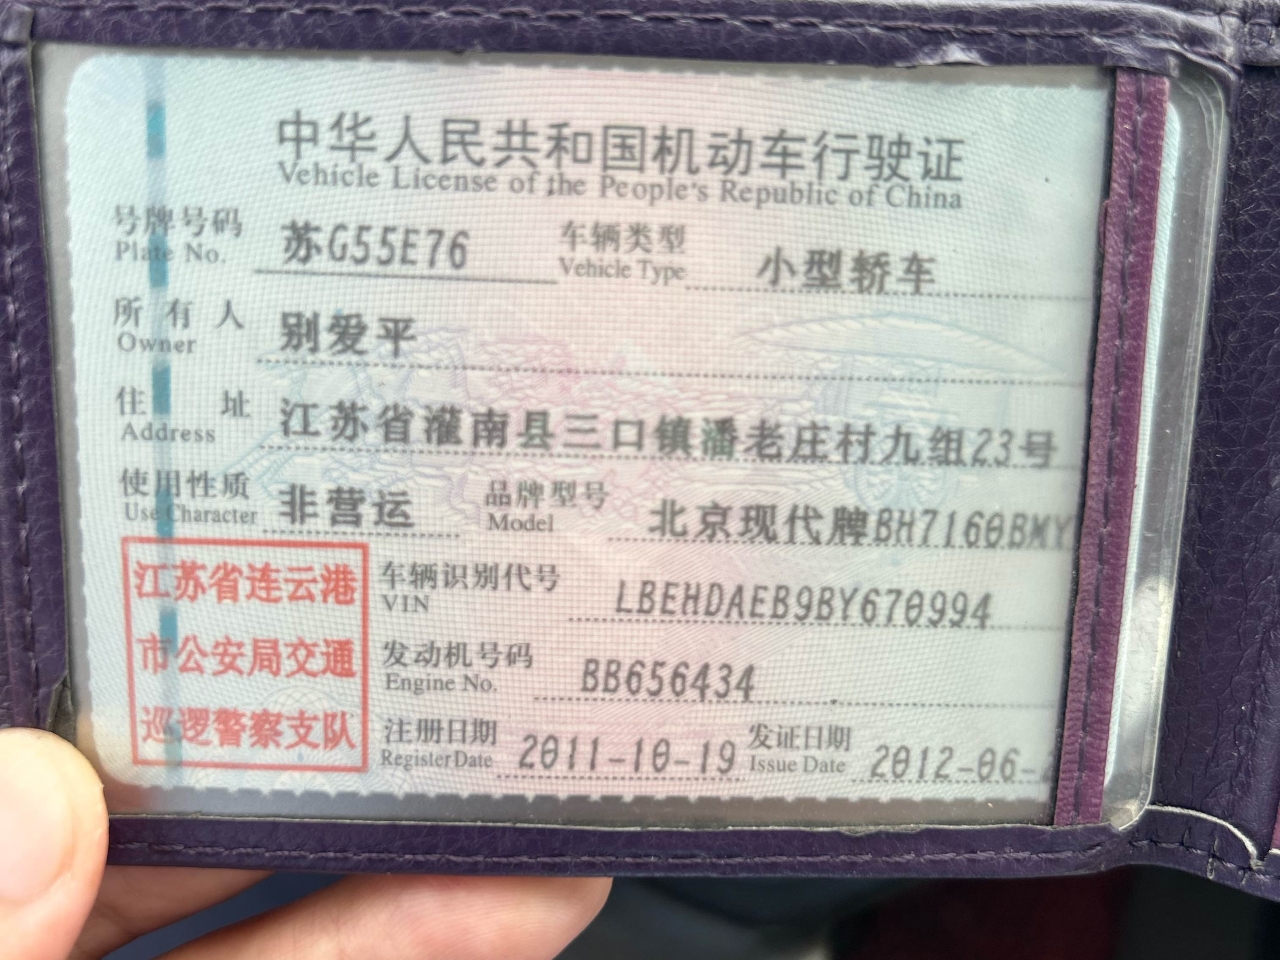 中华人民共和国机动车行驶证
Vehicle License of the People's Republic of China
号牌号码 苏G55E76 车辆类型 小型轿车
Plate No. Vehicle Type
所有人 别爱平
Owner
住址 江苏省灌南县三口镇潘老庄村九组23号
Address
使用性质 非营运 品牌型号 北京现代牌BH7160BMY
Use Character Model
江苏省连云港
市公安局交通
巡逻警察支队
车辆识别代号 LBEHDAEB9BY670994
VIN
发动机号码 BB656434
Engine No.
注册日期 2011-10-19 发证日期 2012-06-
Register Date Issue Date